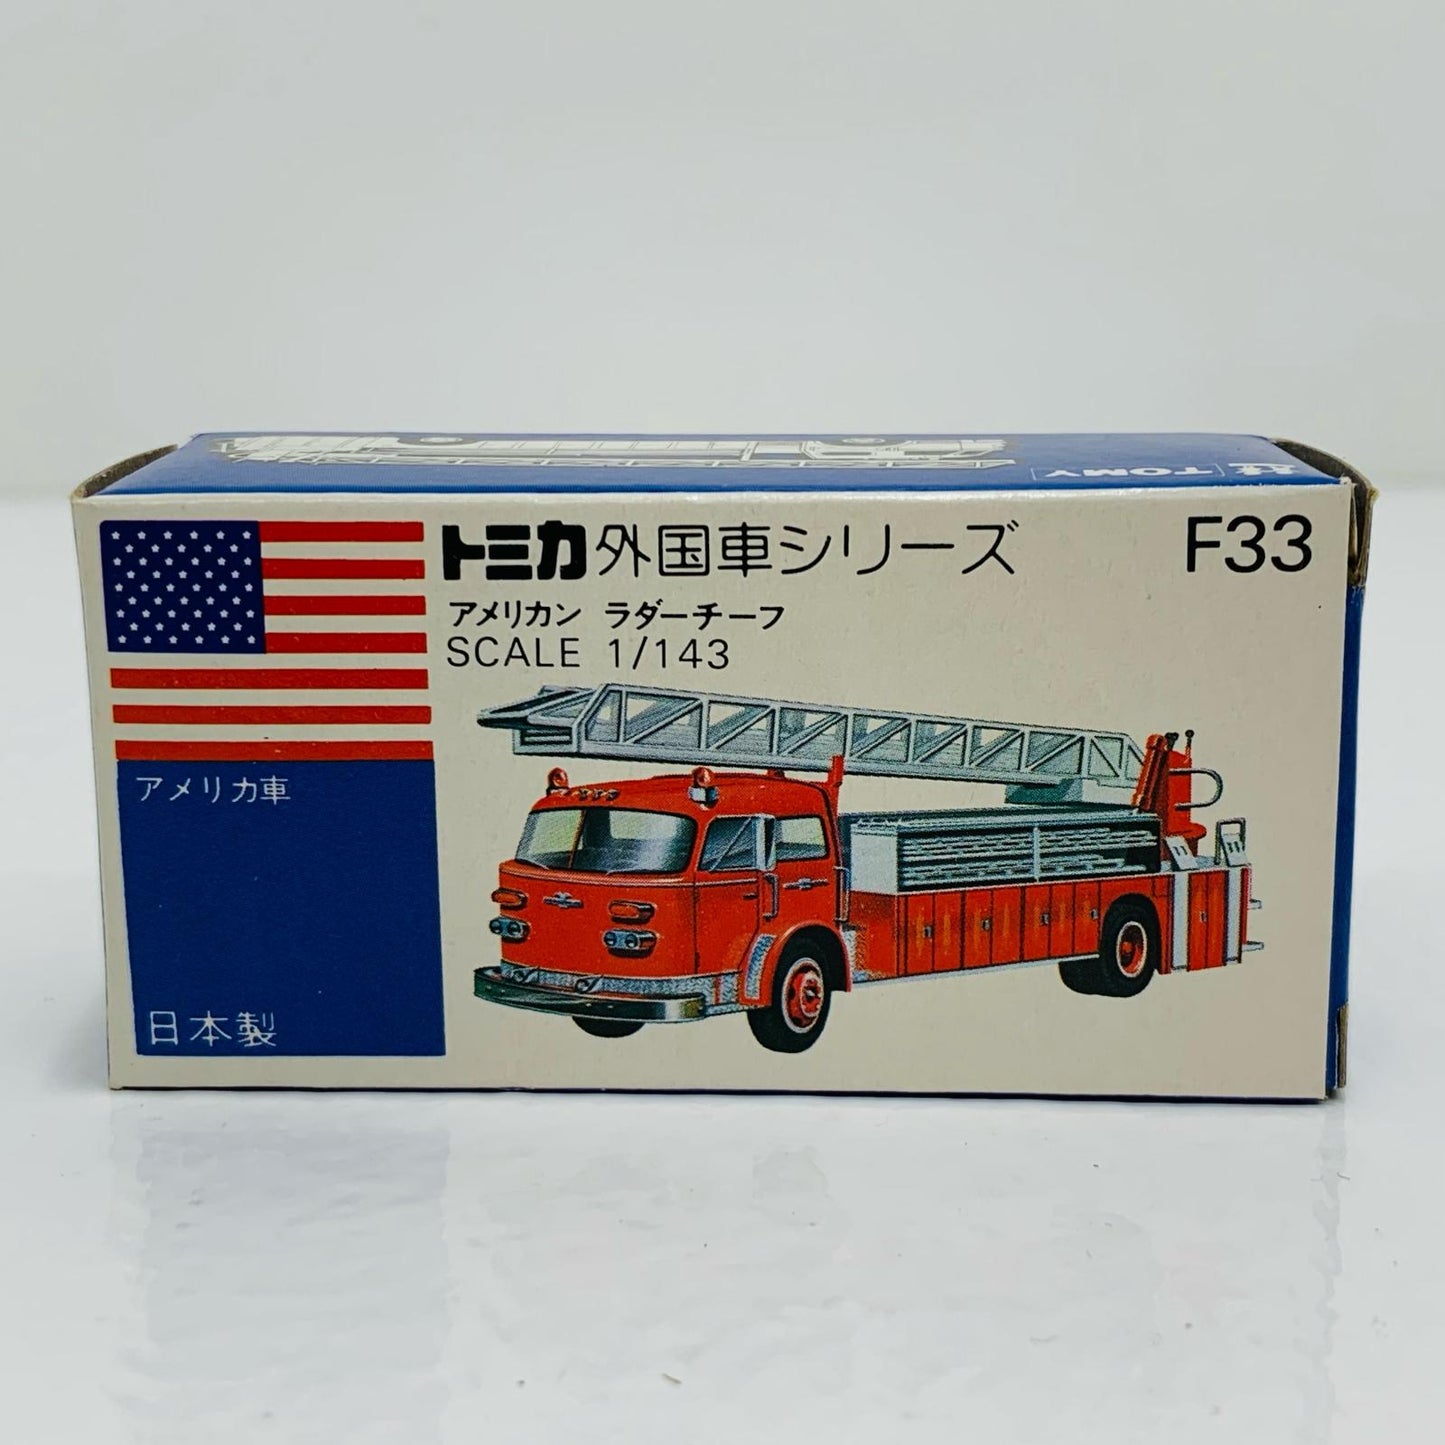 TOMY
トミカ外国車シリーズ F33
アメリカン ラダーチーフ
SCALE 1/143
アメリカ車
日本製